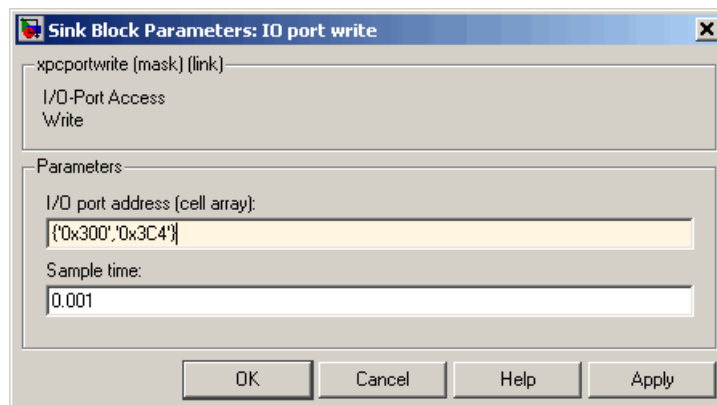 Sink Block Parameters: IO port write
xpcportwrite (mask) (link)
I/O-Port Access
Write
Parameters
I/O port address (cell array):
{'0x300','0x3C4'}
Sample time:
0.001
OK Cancel Help Apply